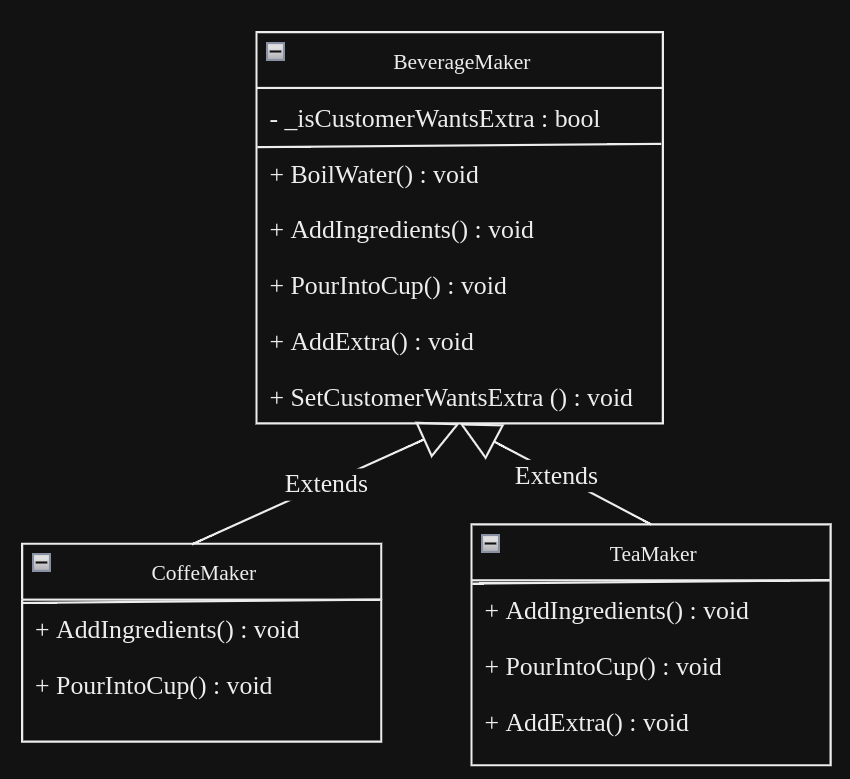 BeverageMaker
- _isCustomerWantsExtra : bool
+ BoilWater() : void
+ AddIngredients() : void
+ PourIntoCup() : void
+ AddExtra() : void
+ SetCustomerWantsExtra () : void
Extends
Extends
CoffeMaker
+ AddIngredients() : void
+ PourIntoCup() : void
TeaMaker
+ AddIngredients() : void
+ PourIntoCup() : void
+ AddExtra() : void